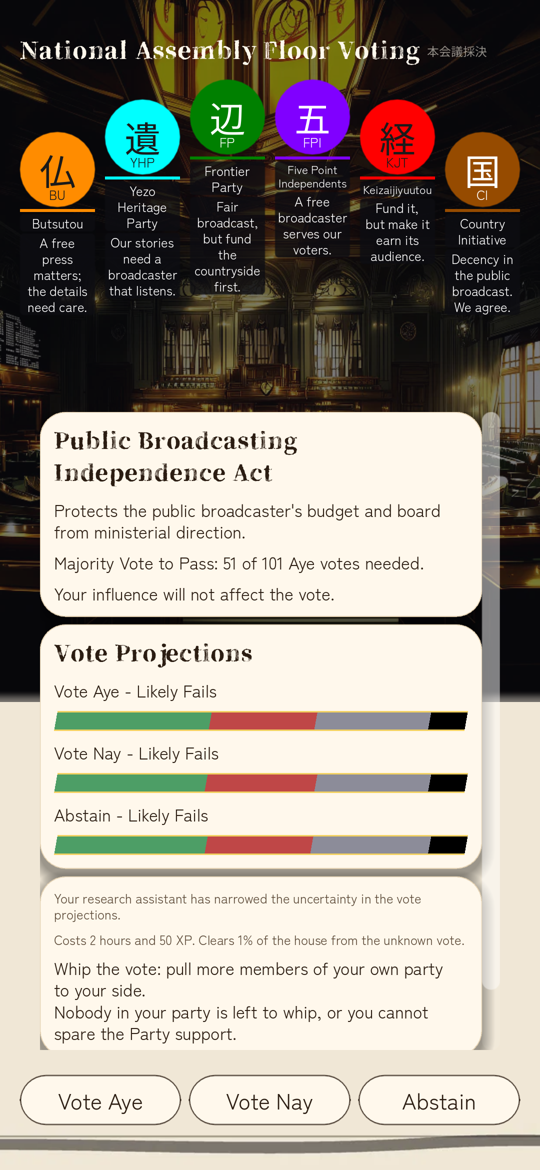 National Assembly Floor Voting 本会議採決
仏
BU
Butsutou
A free
press
matters;
the details
need care.
遺
YHP
Yezo
Heritage
Party
Our stories
need a
broadcaster
that listens.
辺
FP
Frontier
Party
Fair
broadcast,
but fund
the
countryside
first.
五
FPI
Five Point
Independents
A free
broadcaster
serves our
voters.
経
KJT
Keizaijiyuutou
Fund it,
but make it
earn its
audience.
国
CI
Country
Initiative
Decency in
the public
broadcast.
We agree.
Public Broadcasting
Independence Act
Protects the public broadcaster's budget and board
from ministerial direction.
Majority Vote to Pass: 51 of 101 Aye votes needed.
Your influence will not affect the vote.
Vote Projections
Vote Aye - Likely Fails
Vote Nay - Likely Fails
Abstain - Likely Fails
Your research assistant has narrowed the uncertainty in the vote
projections.
Costs 2 hours and 50 XP. Clears 1% of the house from the unknown vote.
Whip the vote: pull more members of your own party
to your side.
Nobody in your party is left to whip, or you cannot
spare the Party support.
Vote Aye
Vote Nay
Abstain